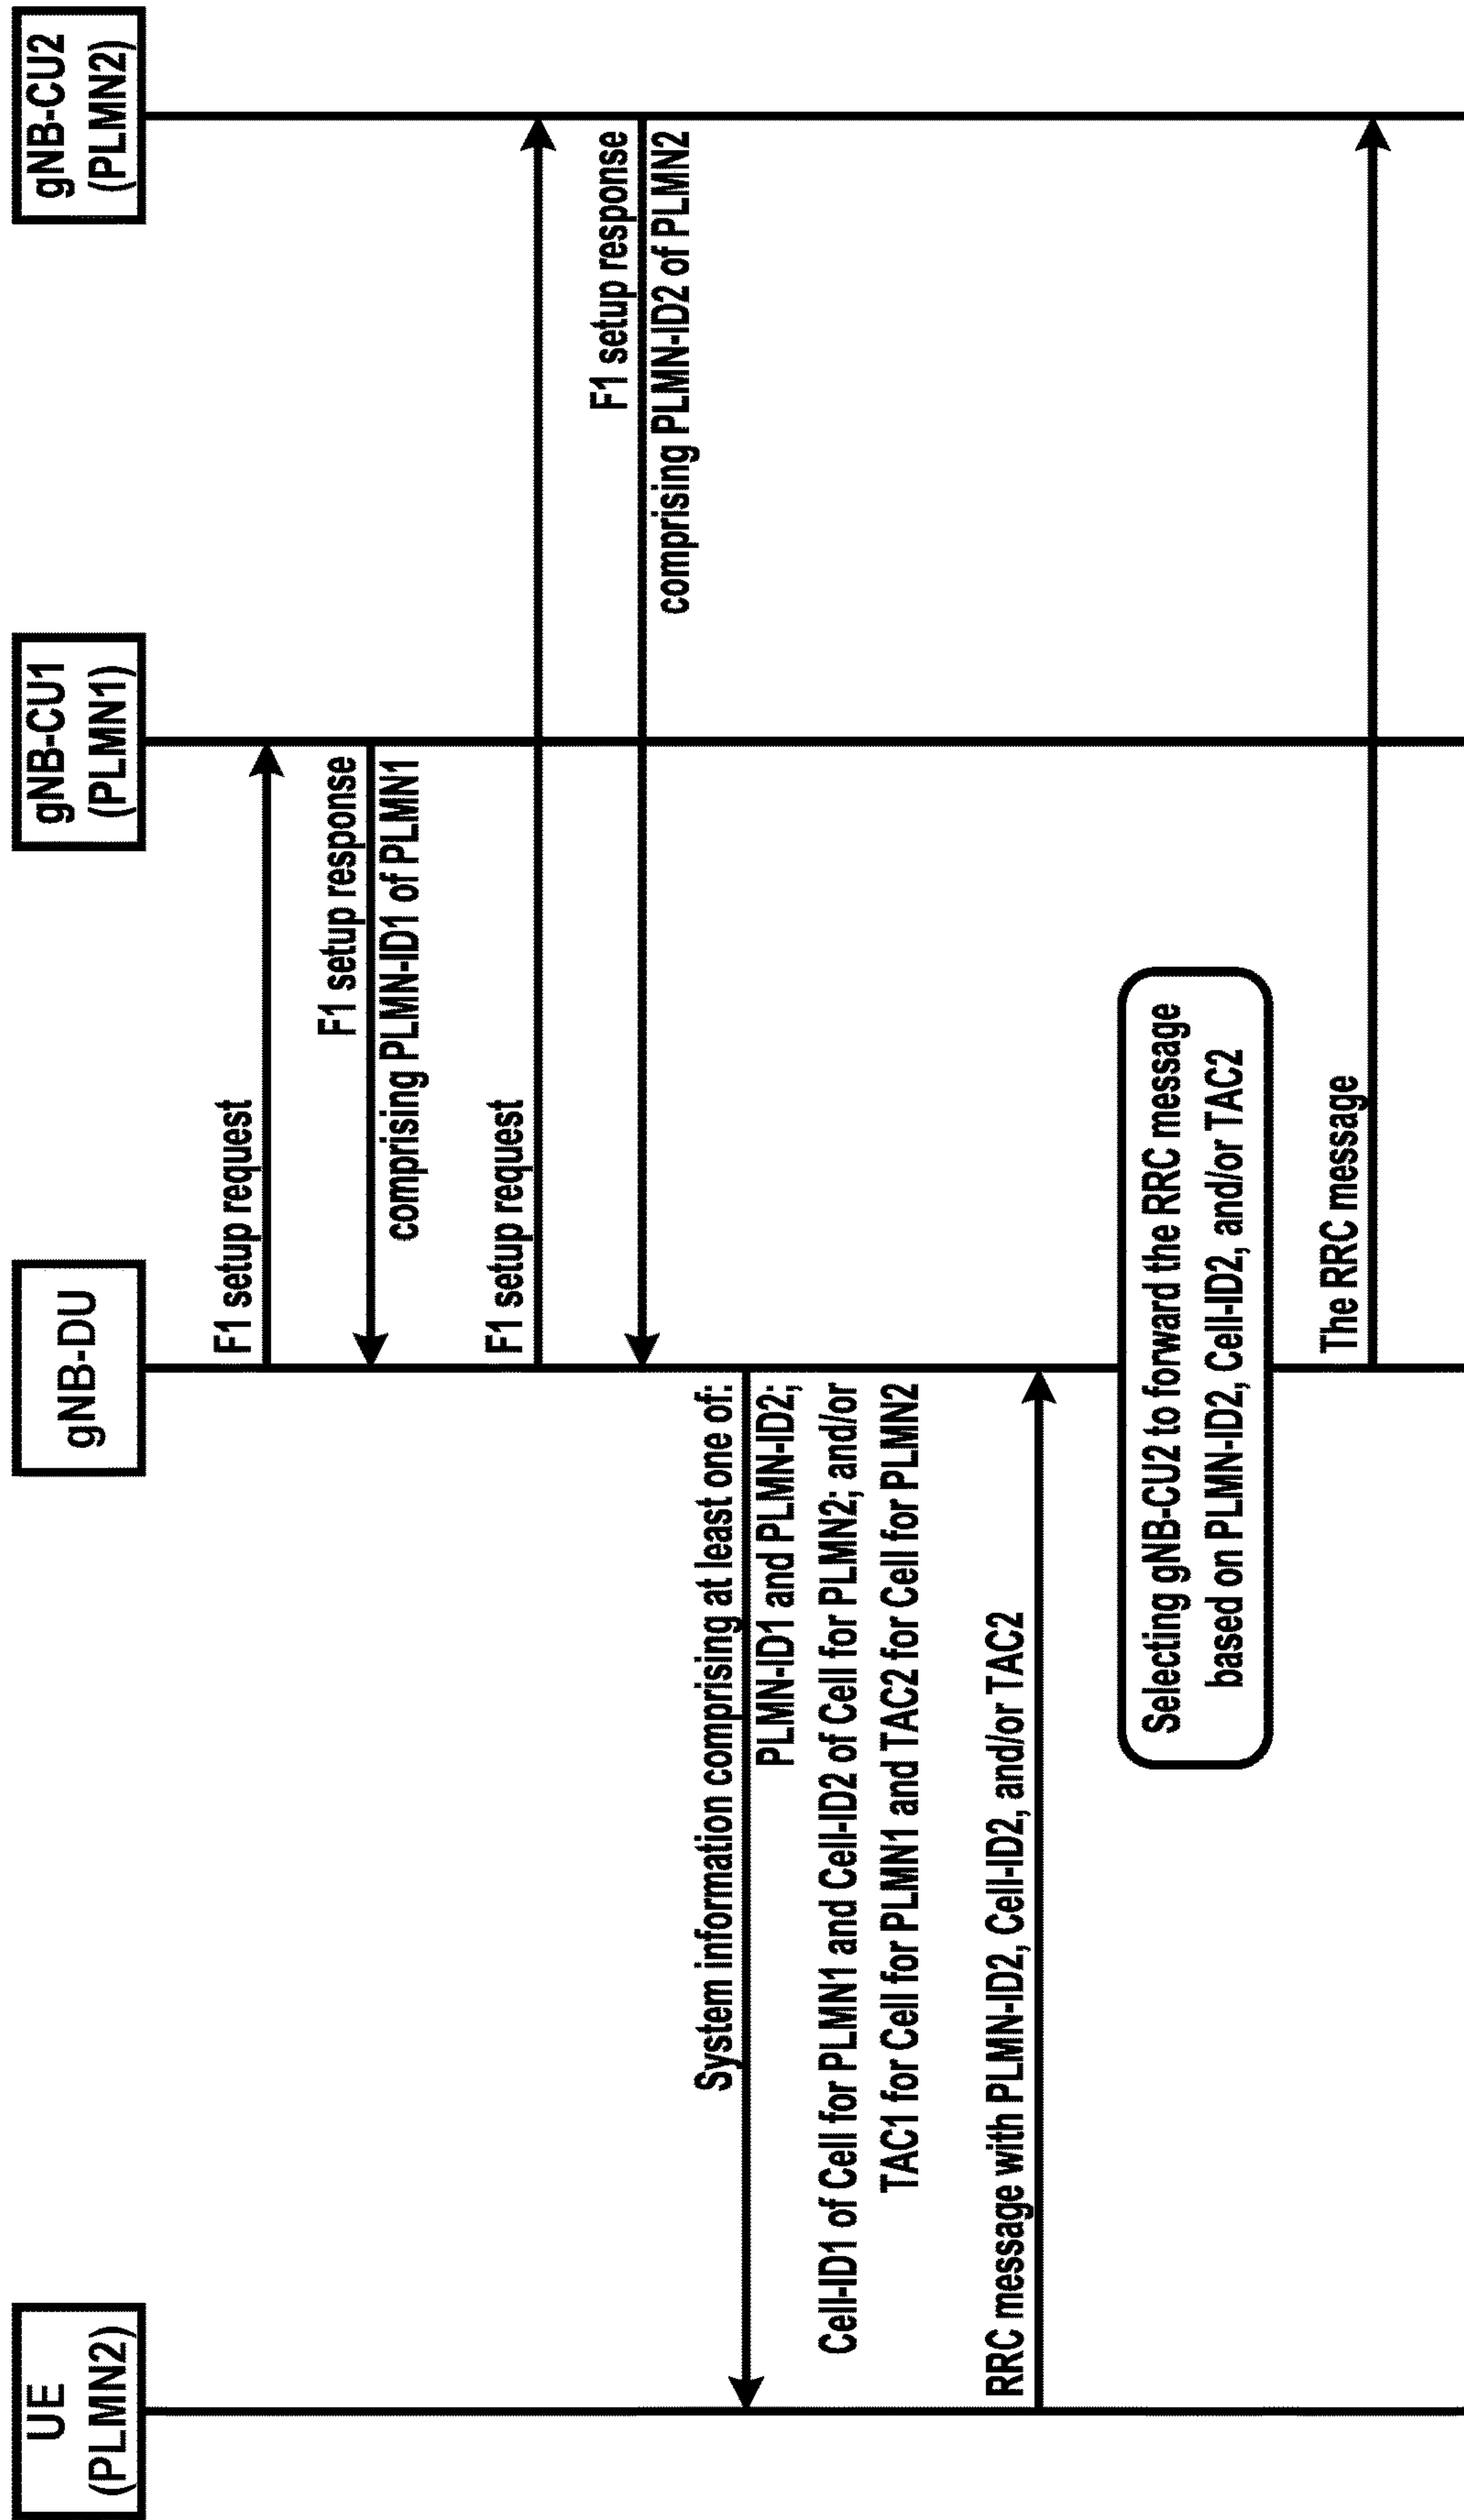 UE
(PLMN2)
gNB-DU
gNB-CU1
(PLMN1)
gNB-CU2
(PLMN2)
F1 setup request
F1 setup response
comprising PLMN-ID1 of PLMN1
F1 setup request
F1 setup response
comprising PLMN-ID2 of PLMN2
System information comprising at least one of:
PLMN-ID1 and PLMN-ID2;
Cell-ID1 of Cell for PLMN1 and Cell-ID2 of Cell for PLMN2; and/or
TAC1 for Cell for PLMN1 and TAC2 for Cell for PLMN2
RRC message with PLMN-ID2, Cell-ID2, and/or TAC2
Selecting gNB-CU2 to forward the RRC message
based on PLMN-ID2, Cell-ID2, and/or TAC2
The RRC message